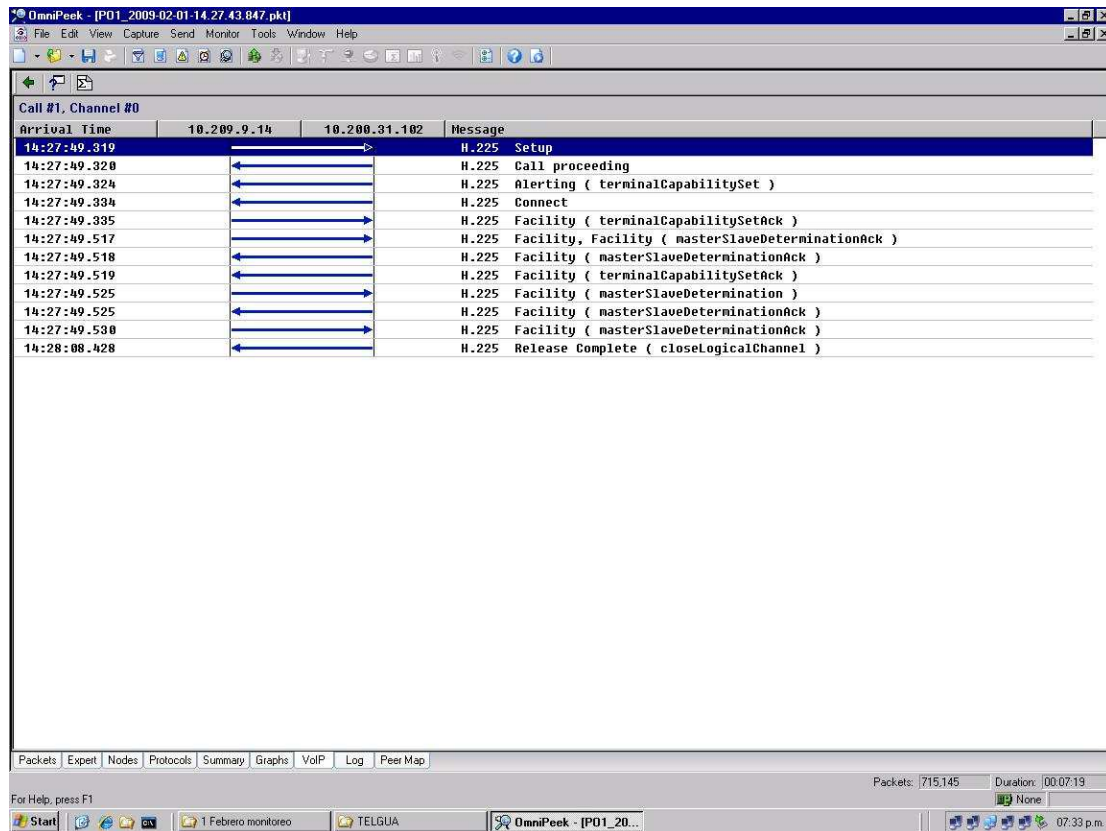 OmniPeek - [PO1_2009-02-01-14.27.43.847.pkt]
File Edit View Capture Send Monitor Tools Window Help
Call #1, Channel #0
Arrival Time 10.209.9.14 10.200.31.102 Message
14:27:49.319 H.225 Setup
14:27:49.320 H.225 Call proceeding
14:27:49.324 H.225 Alerting ( terminalCapabilitySet )
14:27:49.334 H.225 Connect
14:27:49.335 H.225 Facility ( terminalCapabilitySetAck )
14:27:49.517 H.225 Facility, Facility ( masterSlaveDeterminationAck )
14:27:49.518 H.225 Facility ( masterSlaveDeterminationAck )
14:27:49.519 H.225 Facility ( terminalCapabilitySetAck )
14:27:49.525 H.225 Facility ( masterSlaveDetermination )
14:27:49.525 H.225 Facility ( masterSlaveDeterminationAck )
14:27:49.530 H.225 Facility ( masterSlaveDeterminationAck )
14:28:08.428 H.225 Release Complete ( closeLogicalChannel )
Packets Expert Nodes Protocols Summary Graphs VoIP Log Peer Map
Packets: 715,145 Duration: 00:07:19
For Help, press F1 None
Start 1 Febrero monitoreo TELGUA OmniPeek - [PO1_20... 07:33 p.m.